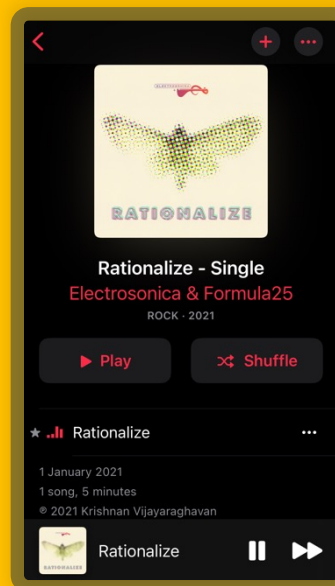 RATIONALIZE
Rationalize - Single
Electrosonica & Formula25
ROCK · 2021
Play
Shuffle
Rationalize
1 January 2021
1 song, 5 minutes
℗ 2021 Krishnan Vijayaraghavan
Rationalize